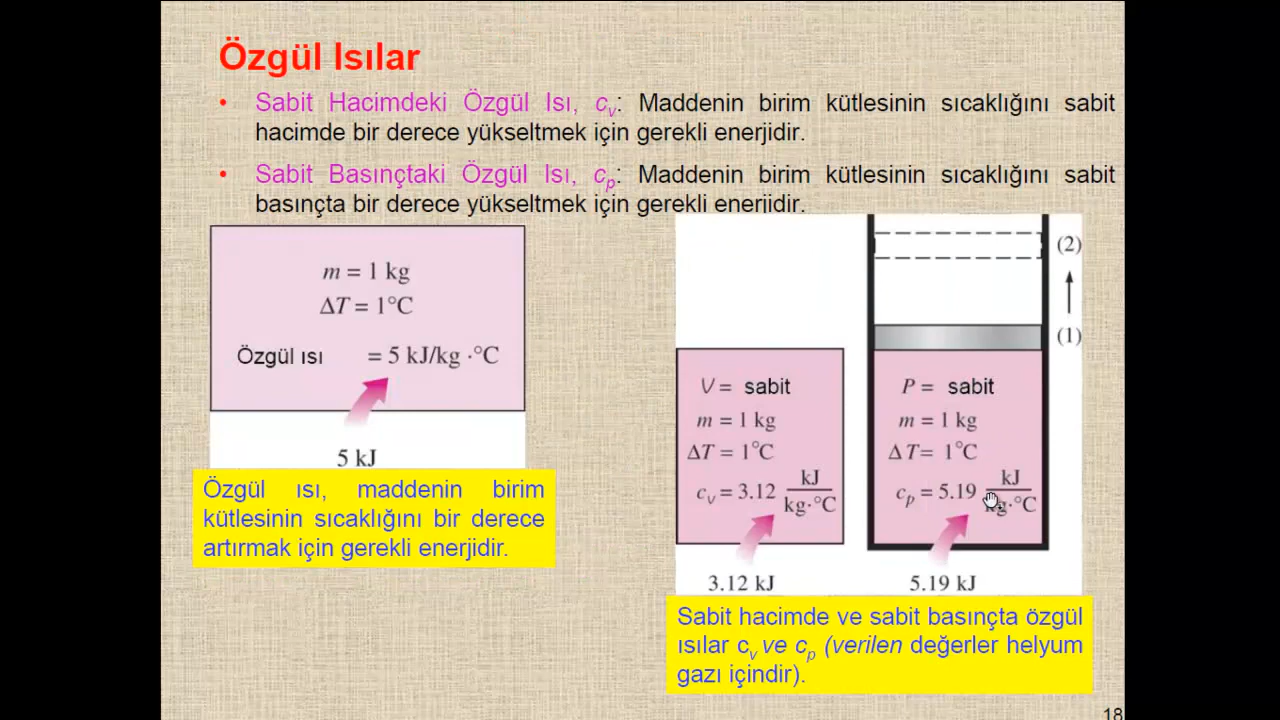 Özgül Isılar
• Sabit Hacimdeki Özgül Isı, cv: Maddenin birim kütlesinin sıcaklığını sabit
hacimde bir derece yükseltmek için gerekli enerjidir.
• Sabit Basınçtaki Özgül Isı, cp: Maddenin birim kütlesinin sıcaklığını sabit
basınçta bir derece yükseltmek için gerekli enerjidir.
m = 1 kg
ΔT = 1°C
Özgül ısı = 5 kJ/kg ·°C
5 kJ
Özgül ısı, maddenin birim
kütlesinin sıcaklığını bir derece
artırmak için gerekli enerjidir.
V = sabit
m = 1 kg
ΔT = 1°C
cv = 3.12 kJ/kg·°C
3.12 kJ
(2)
(1)
P = sabit
m = 1 kg
ΔT = 1°C
cp = 5.19 kJ/kg·°C
5.19 kJ
Sabit hacimde ve sabit basınçta özgül
ısılar cv ve cp (verilen değerler helyum
gazı içindir).
18